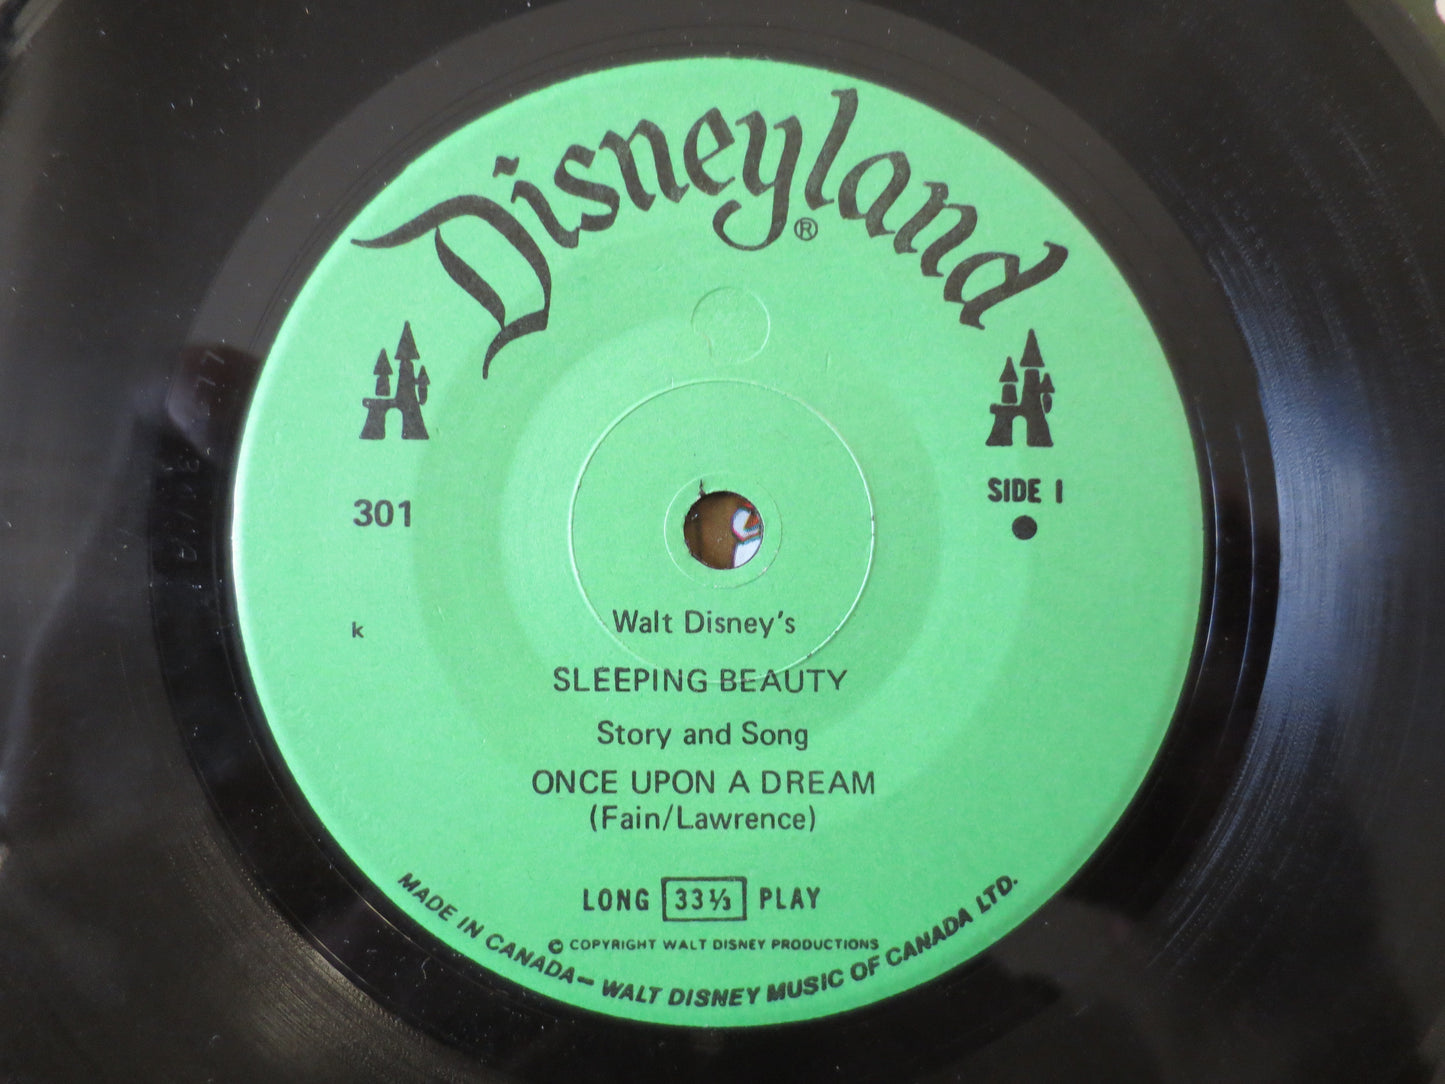 Disneyland®
301
SIDE 1
k
Walt Disney's
SLEEPING BEAUTY
Story and Song
ONCE UPON A DREAM
(Fain/Lawrence)
LONG 33⅓ PLAY
© COPYRIGHT WALT DISNEY PRODUCTIONS
MADE IN CANADA—WALT DISNEY MUSIC OF CANADA LTD.